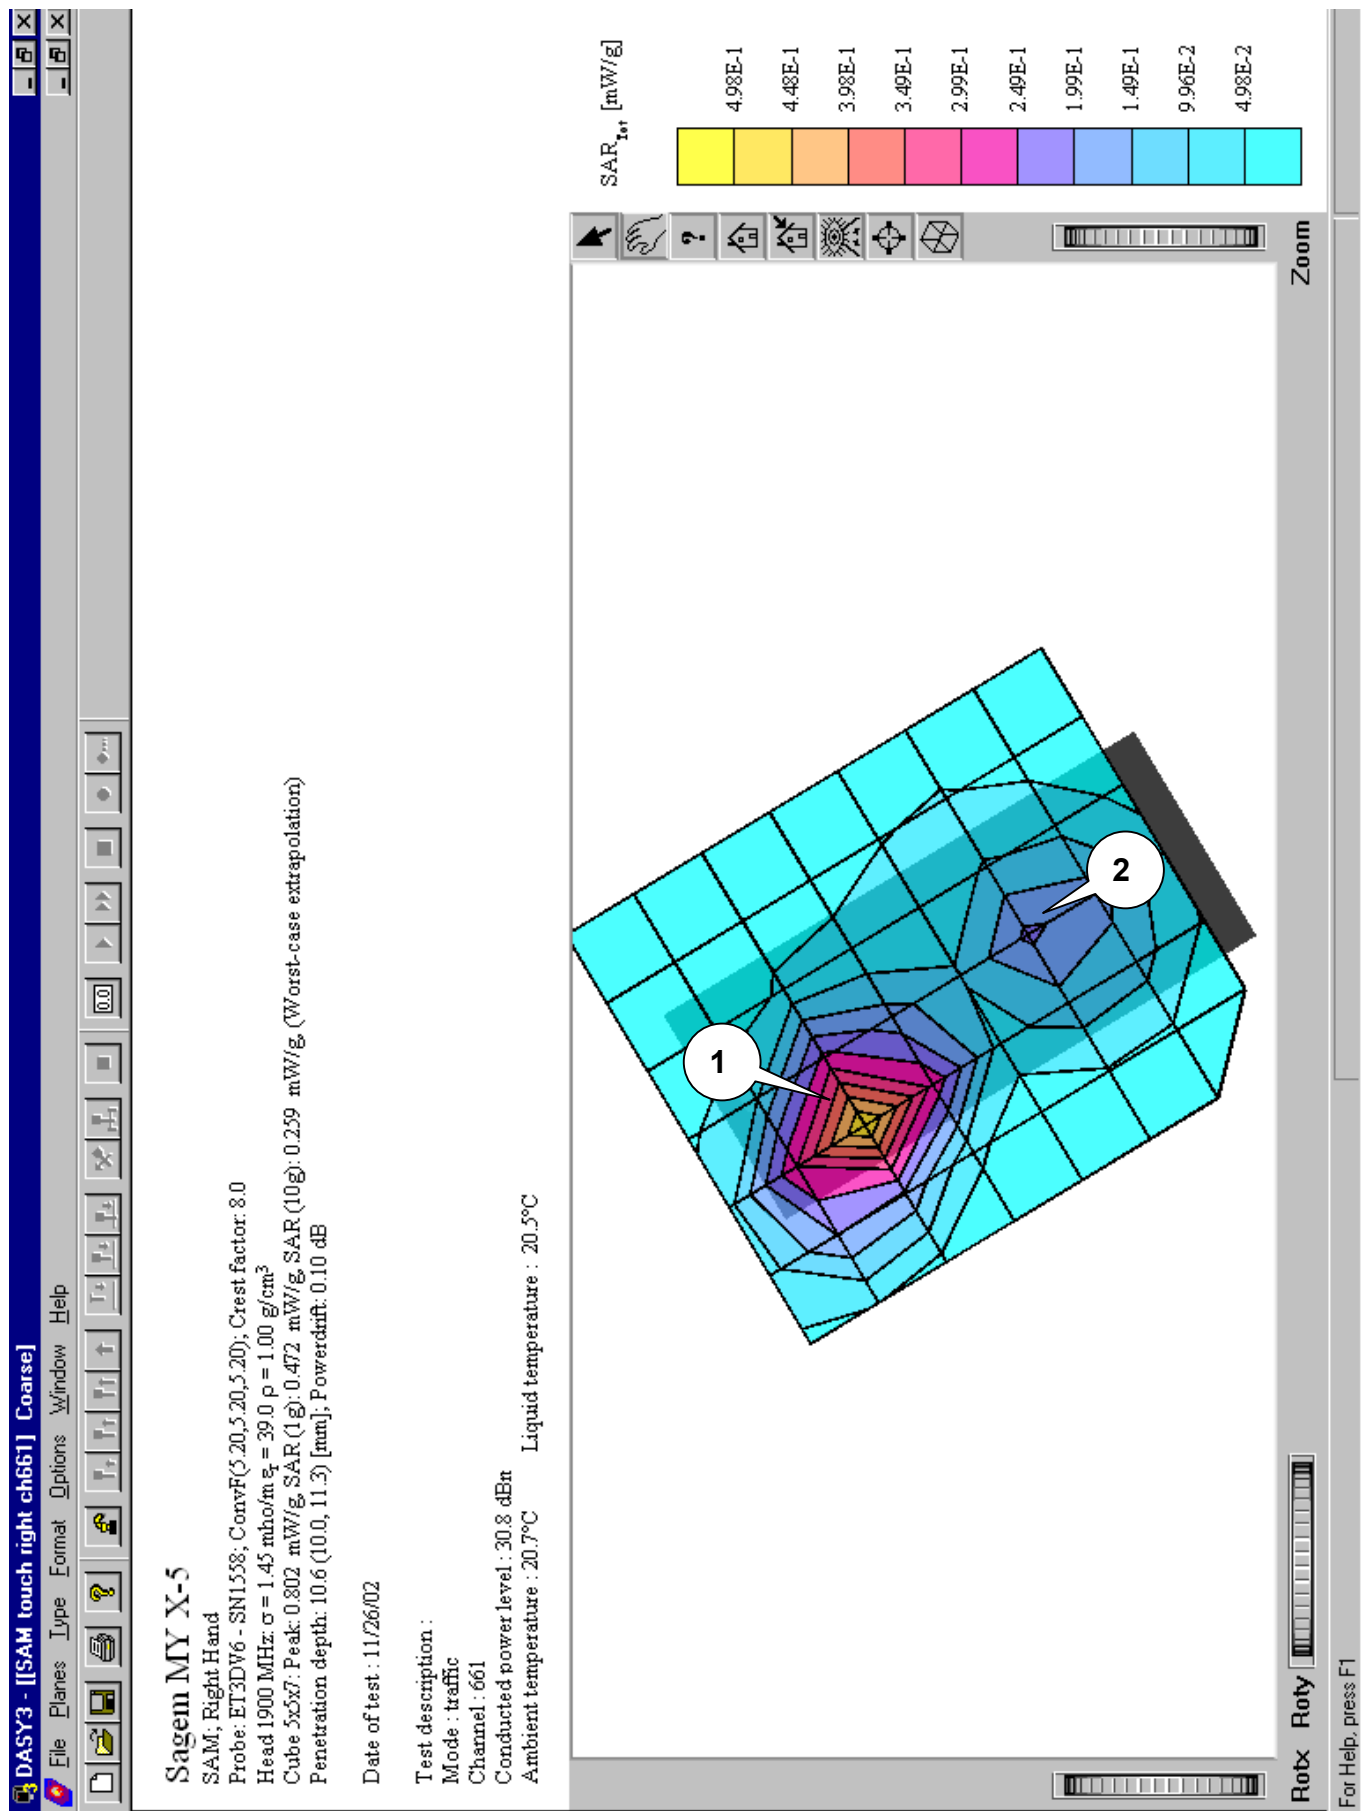 DASY3 - [[SAM touch right ch661] Coarse]
File Planes Type Format Options Window Help
0.0
Sagem MY X-5
SAM; Right Hand
Probe: ET3DV6 - SN1558; ConvF(5.20,5.20,5.20); Crest factor: 8.0
Head 1900 MHz: σ = 1.45 mho/m εr = 39.0 ρ = 1.00 g/cm³
Cube 5x5x7: Peak: 0.802 mW/g, SAR (1g): 0.472 mW/g, SAR (10g): 0.259 mW/g, (Worst-case extrapolation)
Penetration depth: 10.6 (10.0, 11.3) [mm]; Powerdrift: 0.10 dB
Date of test : 11/26/02
Test description :
Mode : traffic
Channel : 661
Conducted power level : 30.8 dBm
Ambient temperature : 20.7°C Liquid temperature : 20.5°C
SARTot [mW/g]
4.98E-1
4.48E-1
3.98E-1
3.49E-1
2.99E-1
2.49E-1
1.99E-1
1.49E-1
9.96E-2
4.98E-2
1
2
Rotx Roty Zoom
For Help, press F1